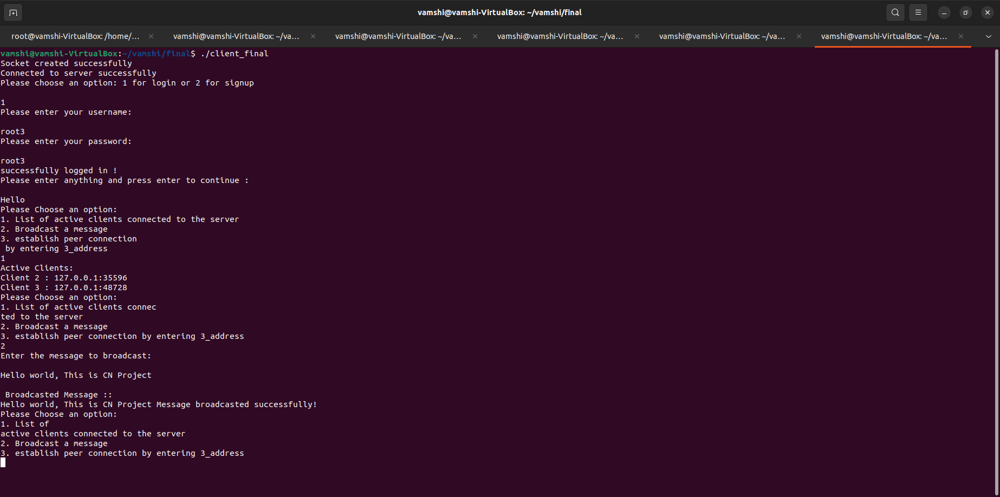 vamshi@vamshi-VirtualBox: ~/vamshi/final
root@vamshi-VirtualBox: /home/...
vamshi@vamshi-VirtualBox: ~/va...
vamshi@vamshi-VirtualBox: ~/va...
vamshi@vamshi-VirtualBox: ~/va...
vamshi@vamshi-VirtualBox: ~/va...
vamshi@vamshi-VirtualBox: ~/va...
vamshi@vamshi-VirtualBox:~/vamshi/final$ ./client_final
Socket created successfully
Connected to server successfully
Please choose an option: 1 for login or 2 for signup
1
Please enter your username:
root3
Please enter your password:
root3
successfully logged in !
Please enter anything and press enter to continue :
Hello
Please Choose an option:
1. List of active clients connected to the server
2. Broadcast a message
3. establish peer connection
by entering 3_address
1
Active Clients:
Client 2 : 127.0.0.1:35596
Client 3 : 127.0.0.1:48728
Please Choose an option:
1. List of active clients connec
ted to the server
2. Broadcast a message
3. establish peer connection by entering 3_address
2
Enter the message to broadcast:
Hello world, This is CN Project
Broadcasted Message ::
Hello world, This is CN Project Message broadcasted successfully!
Please Choose an option:
1. List of
active clients connected to the server
2. Broadcast a message
3. establish peer connection by entering 3_address